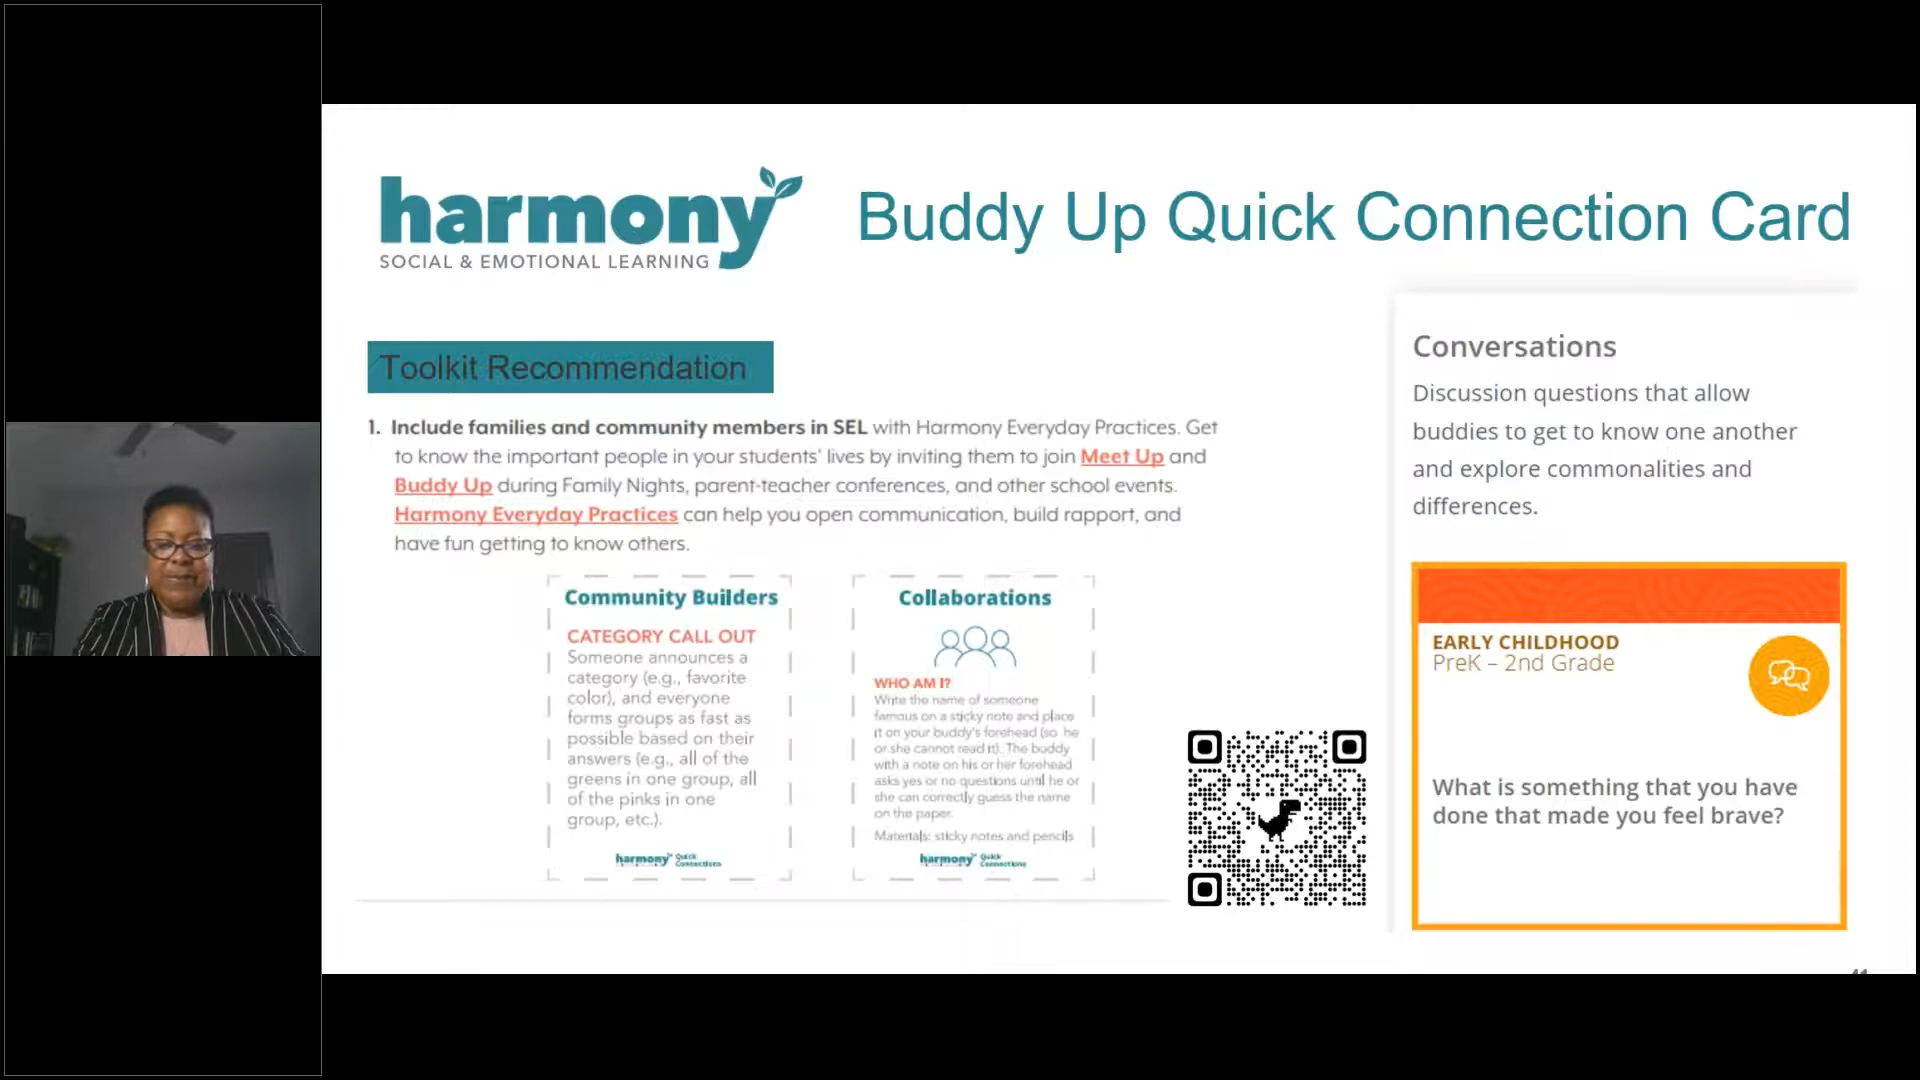 harmony
SOCIAL & EMOTIONAL LEARNING
Buddy Up Quick Connection Card
Toolkit Recommendation
1. Include families and community members in SEL with Harmony Everyday Practices. Get
to know the important people in your students' lives by inviting them to join Meet Up and
Buddy Up during Family Nights, parent-teacher conferences, and other school events.
Harmony Everyday Practices can help you open communication, build rapport, and
have fun getting to know others.
Community Builders
CATEGORY CALL OUT
Someone announces a
category (e.g., favorite
color), and everyone
forms groups as fast as
possible based on their
answers (e.g., all of the
greens in one group, all
of the pinks in one
group, etc.).
harmony Quick
Connections
Collaborations
WHO AM I?
Write the name of someone
famous on a sticky note and place
it on your buddy's forehead (so he
or she cannot read it). The buddy
with a note on his or her forehead
asks yes or no questions until he or
she can correctly guess the name
on the paper.
Materials: sticky notes and pencils
harmony Quick
Connections
Conversations
Discussion questions that allow
buddies to get to know one another
and explore commonalities and
differences.
EARLY CHILDHOOD
PreK – 2nd Grade
What is something that you have
done that made you feel brave?